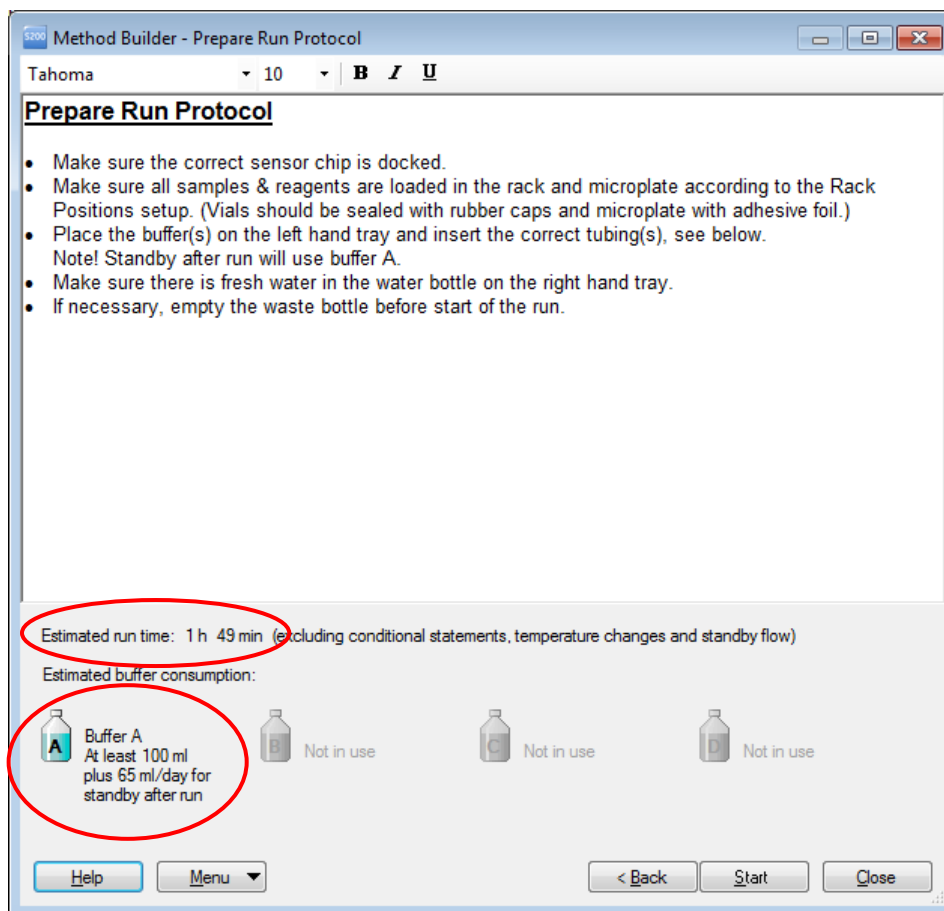 S200 Method Builder - Prepare Run Protocol
Tahoma 10 B I U
Prepare Run Protocol
• Make sure the correct sensor chip is docked.
• Make sure all samples & reagents are loaded in the rack and microplate according to the Rack
Positions setup. (Vials should be sealed with rubber caps and microplate with adhesive foil.)
• Place the buffer(s) on the left hand tray and insert the correct tubing(s), see below.
Note! Standby after run will use buffer A.
• Make sure there is fresh water in the water bottle on the right hand tray.
• If necessary, empty the waste bottle before start of the run.
Estimated run time: 1 h 49 min (excluding conditional statements, temperature changes and standby flow)
Estimated buffer consumption:
A
Buffer A
At least 100 ml
plus 65 ml/day for
standby after run
B Not in use
C Not in use
D Not in use
Help Menu < Back Start Close